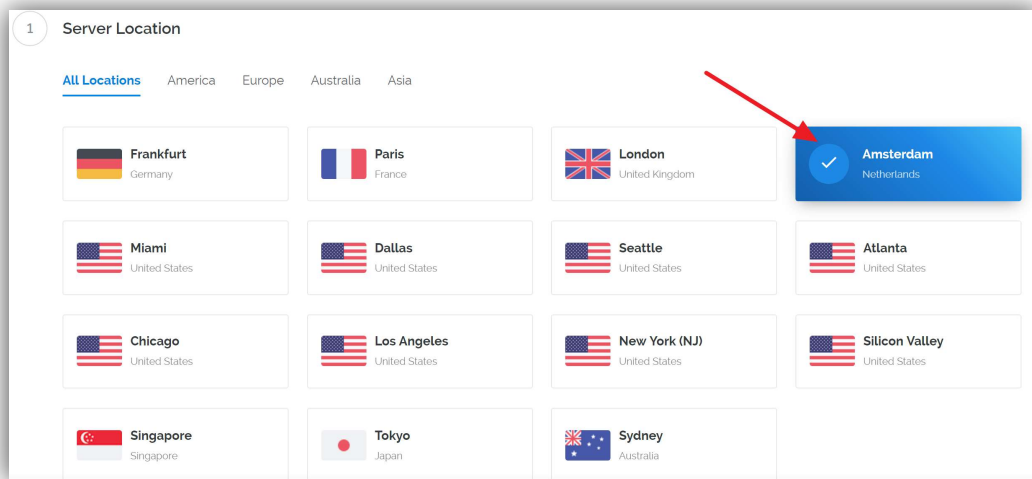 1 Server Location
All Locations America Europe Australia Asia
Frankfurt
Germany
Paris
France
London
United Kingdom
Amsterdam
Netherlands
Miami
United States
Dallas
United States
Seattle
United States
Atlanta
United States
Chicago
United States
Los Angeles
United States
New York (NJ)
United States
Silicon Valley
United States
Singapore
Singapore
Tokyo
Japan
Sydney
Australia